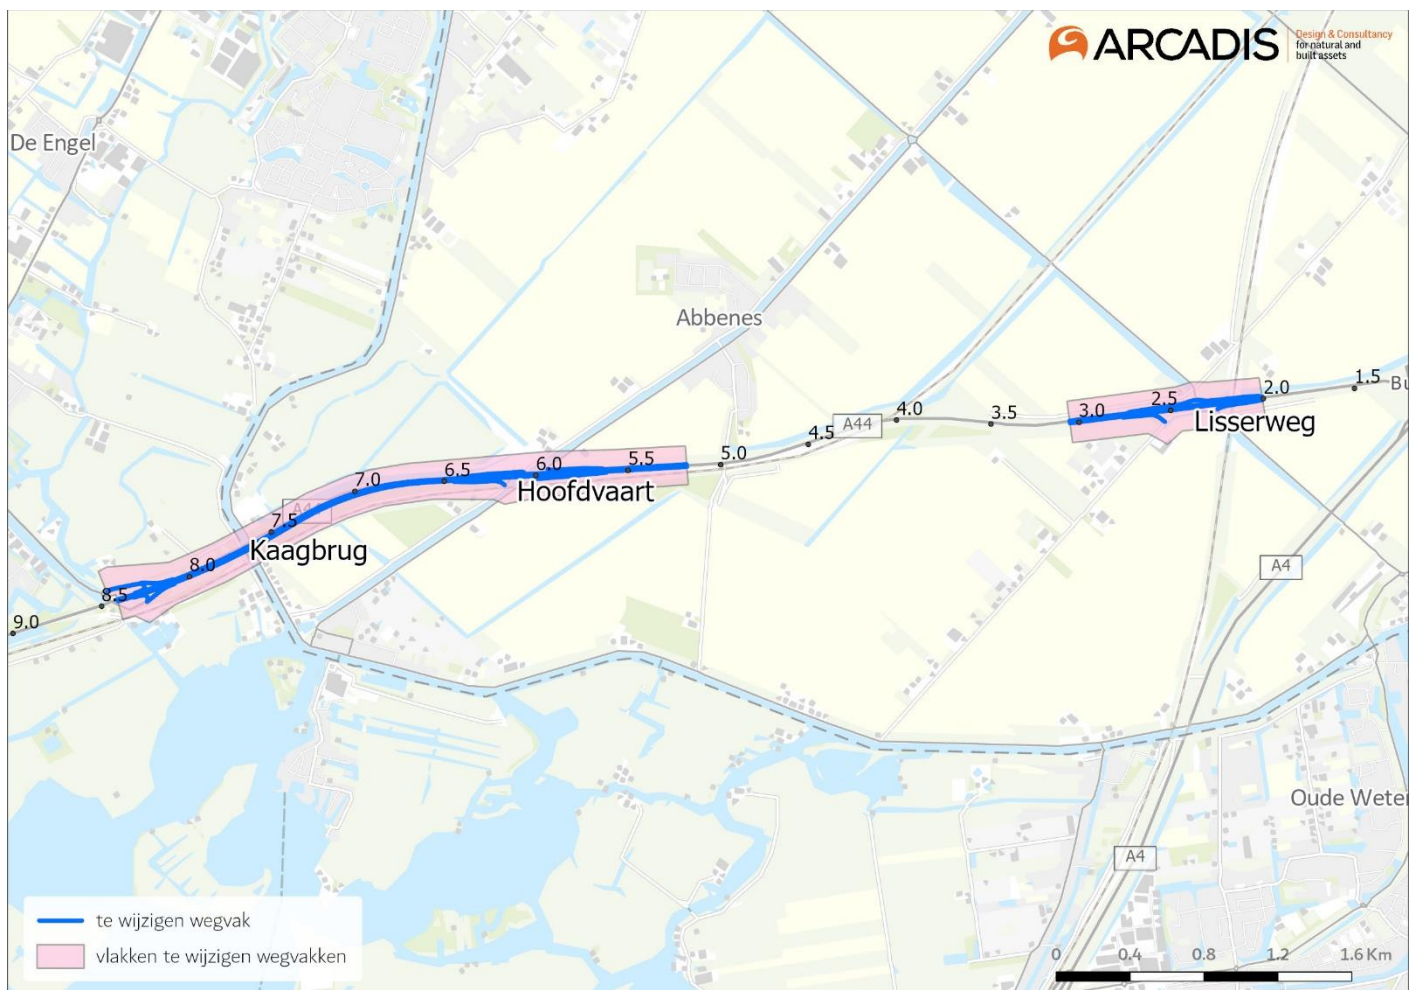 ARCADIS
Design & Consultancy
for natural and
built assets
De Engel
Abbenes
1.5
Bu
2.0
2.5
3.0
Lisserweg
3.5
4.0
A44
4.5
5.0
5.5
6.0
6.5
Hoofdvaart
7.0
7.5
Kaagbrug
8.0
8.5
9.0
A4
Oude Weter
A4
te wijzigen wegvak
vlakken te wijzigen wegvakken
0 0.4 0.8 1.2 1.6 Km